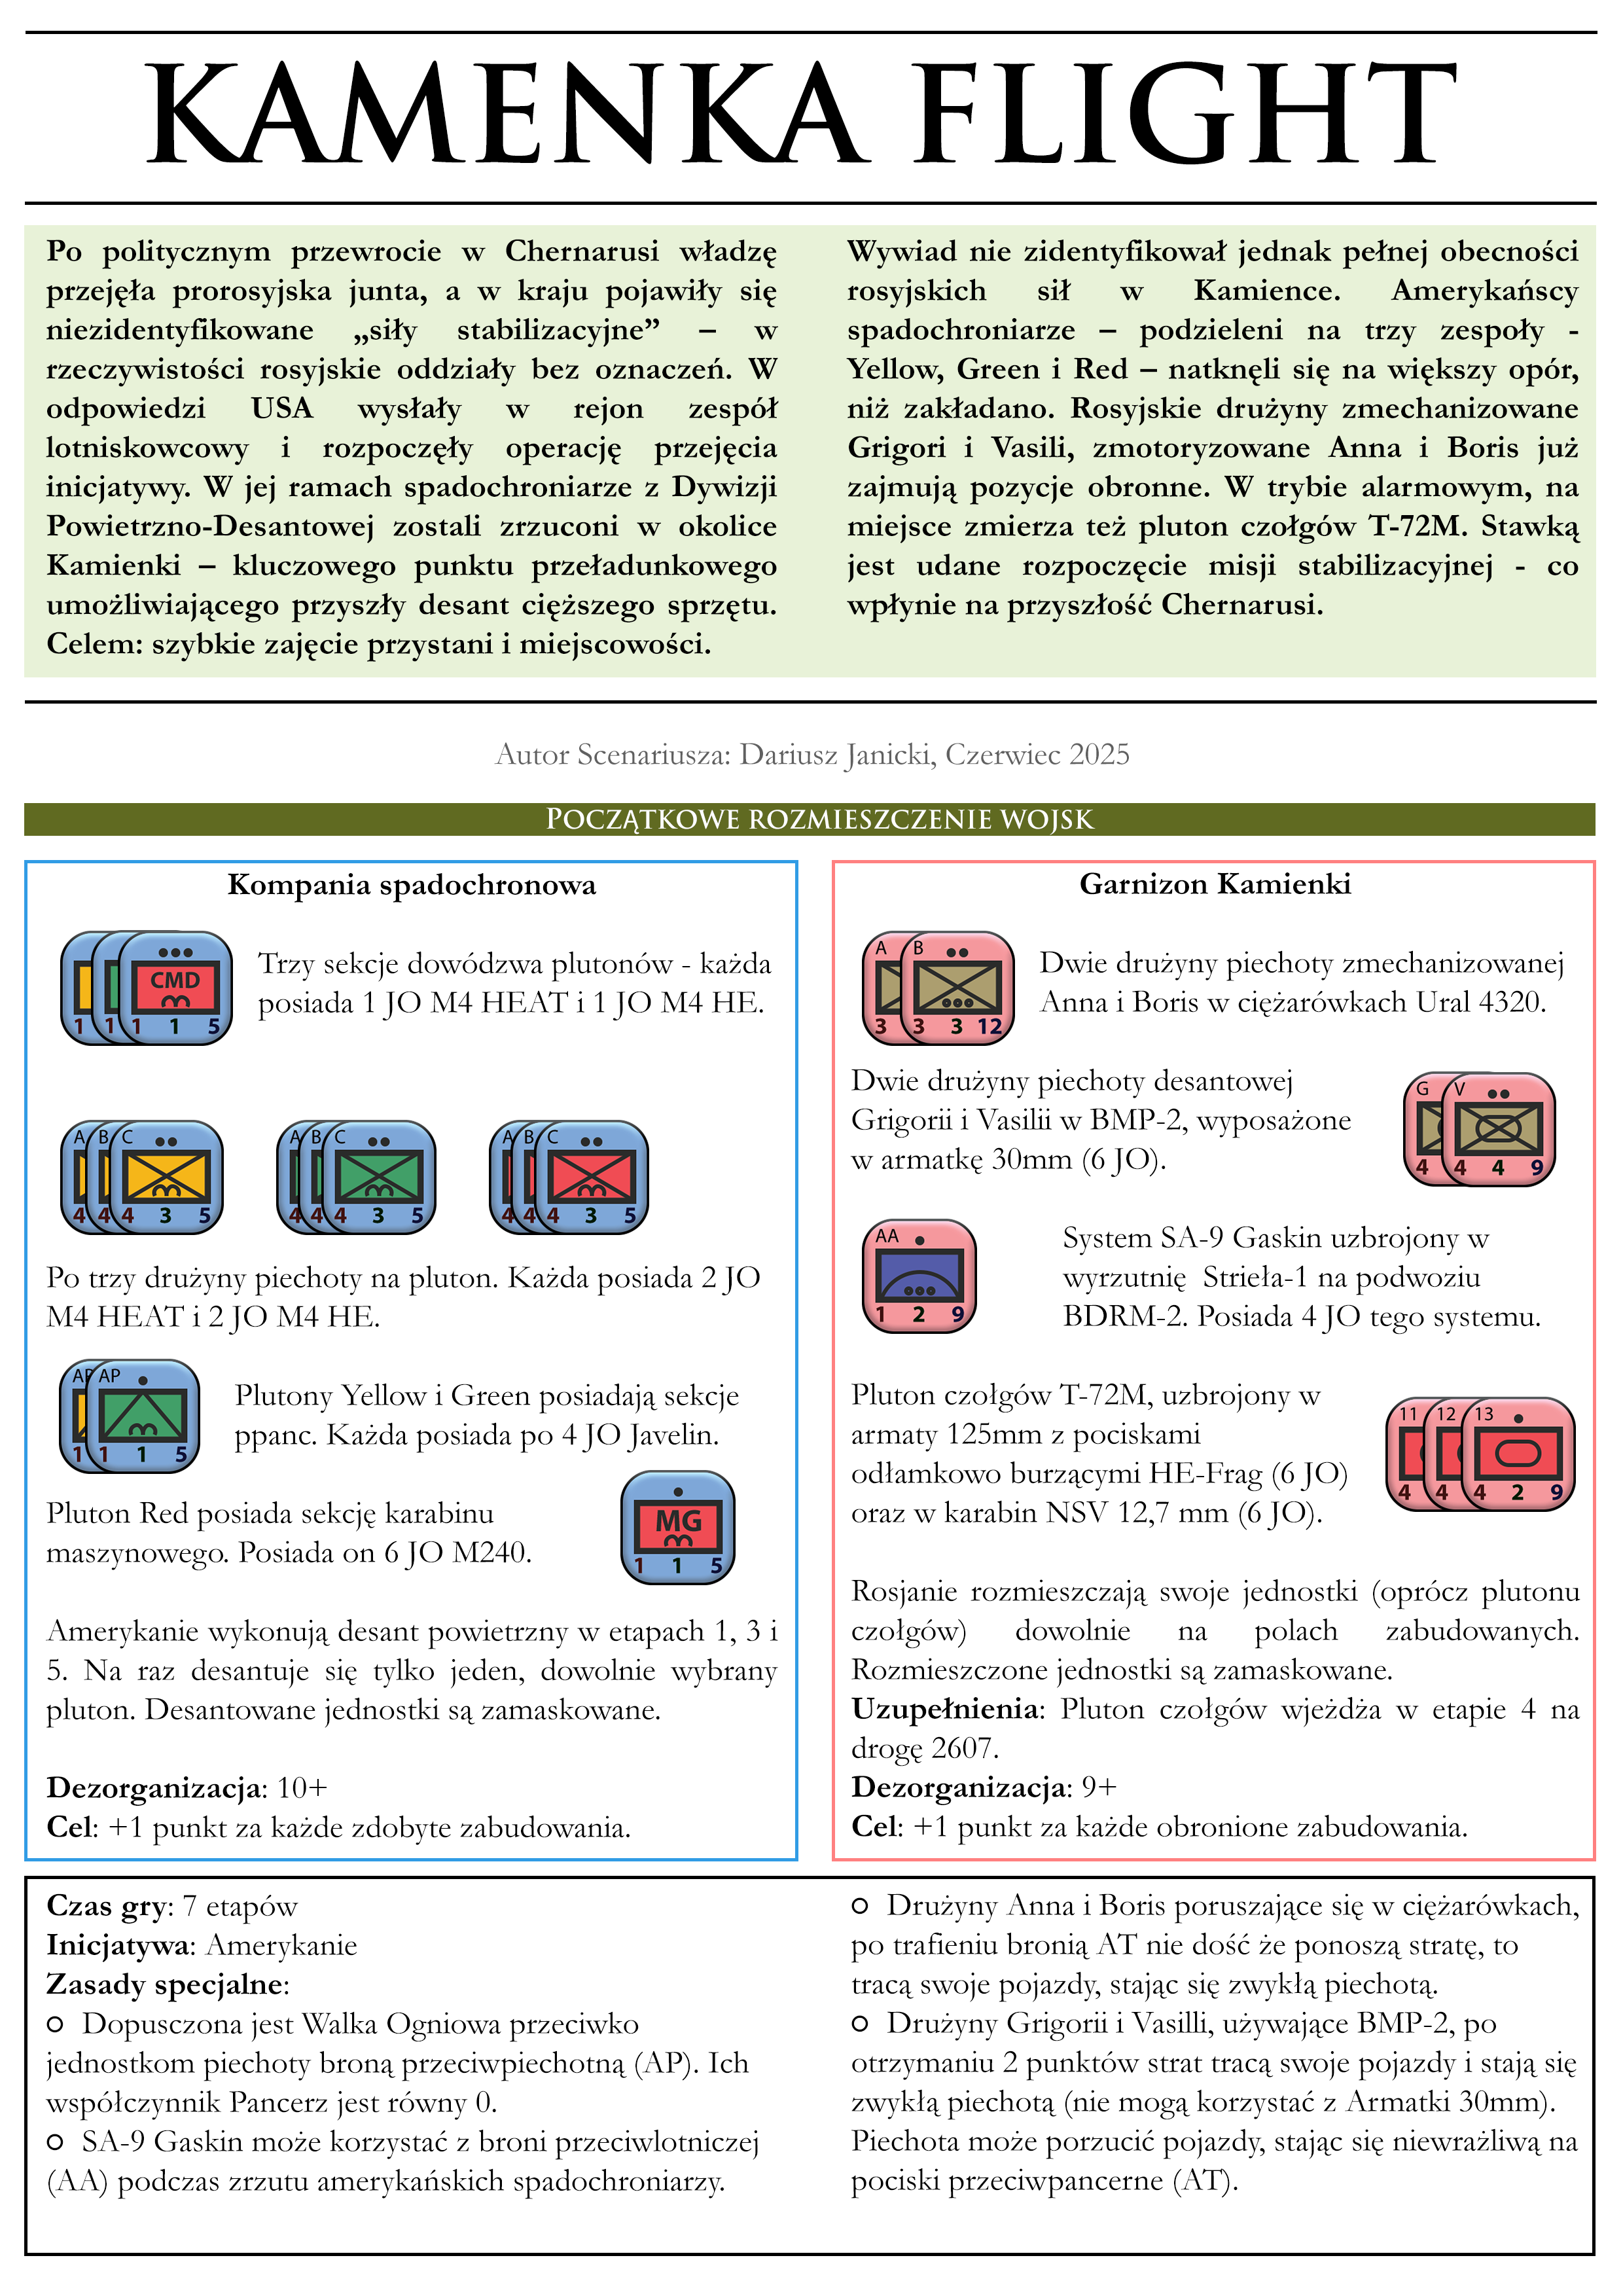 KAMENKA FLIGHT
Po politycznym przewrocie w Chernarusi władzę
przejęła prorosyjska junta, a w kraju pojawiły się
niezidentyfikowane „siły stabilizacyjne” – w
rzeczywistości rosyjskie oddziały bez oznaczeń. W
odpowiedzi USA wysłały w rejon zespół
lotniskowcowy i rozpoczęły operację przejęcia
inicjatywy. W jej ramach spadochroniarze z Dywizji
Powietrzno-Desantowej zostali zrzuconi w okolice
Kamienki – kluczowego punktu przeładunkowego
umożliwiającego przyszły desant cięższego sprzętu.
Celem: szybkie zajęcie przystani i miejscowości.
Wywiad nie zidentyfikował jednak pełnej obecności
rosyjskich sił w Kamience. Amerykańscy
spadochroniarze – podzieleni na trzy zespoły -
Yellow, Green i Red – natknęli się na większy opór,
niż zakładano. Rosyjskie drużyny zmechanizowane
Grigori i Vasili, zmotoryzowane Anna i Boris już
zajmują pozycje obronne. W trybie alarmowym, na
miejsce zmierza też pluton czołgów T-72M. Stawką
jest udane rozpoczęcie misji stabilizacyjnej - co
wpłynie na przyszłość Chernarusi.
Autor Scenariusza: Dariusz Janicki, Czerwiec 2025
POCZĄTKOWE ROZMIESZCZENIE WOJSK
Kompania spadochronowa
CMD
1 1 1 1 5
Trzy sekcje dowódzwa plutonów - każda
posiada 1 JO M4 HEAT i 1 JO M4 HE.
A B C
4 4 4 3 5
A B C
4 4 4 3 5
A B C
4 4 4 3 5
Po trzy drużyny piechoty na pluton. Każda posiada 2 JO
M4 HEAT i 2 JO M4 HE.
AP AP
1 1 1 5
Plutony Yellow i Green posiadają sekcje
ppanc. Każda posiada po 4 JO Javelin.
Pluton Red posiada sekcję karabinu
maszynowego. Posiada on 6 JO M240.
MG
1 1 5
Amerykanie wykonują desant powietrzny w etapach 1, 3 i
5. Na raz desantuje się tylko jeden, dowolnie wybrany
pluton. Desantowane jednostki są zamaskowane.
Dezorganizacja: 10+
Cel: +1 punkt za każde zdobyte zabudowania.
Garnizon Kamienki
A B
3 3 3 12
Dwie drużyny piechoty zmechanizowanej
Anna i Boris w ciężarówkach Ural 4320.
Dwie drużyny piechoty desantowej
Grigorii i Vasilii w BMP-2, wyposażone
w armatkę 30mm (6 JO).
G V
4 4 4 9
AA
1 2 9
System SA-9 Gaskin uzbrojony w
wyrzutnię Strieła-1 na podwoziu
BDRM-2. Posiada 4 JO tego systemu.
Pluton czołgów T-72M, uzbrojony w
armaty 125mm z pociskami
odłamkowo burzącymi HE-Frag (6 JO)
oraz w karabin NSV 12,7 mm (6 JO).
11 12 13
4 4 4 2 9
Rosjanie rozmieszczają swoje jednostki (oprócz plutonu
czołgów) dowolnie na polach zabudowanych.
Rozmieszczone jednostki są zamaskowane.
Uzupełnienia: Pluton czołgów wjeżdża w etapie 4 na
drogę 2607.
Dezorganizacja: 9+
Cel: +1 punkt za każde obronione zabudowania.
Czas gry: 7 etapów
Inicjatywa: Amerykanie
Zasady specjalne:
○ Dopusczona jest Walka Ogniowa przeciwko
jednostkom piechoty broną przeciwpiechotną (AP). Ich
współczynnik Pancerz jest równy 0.
○ SA-9 Gaskin może korzystać z broni przeciwlotniczej
(AA) podczas zrzutu amerykańskich spadochroniarzy.
○ Drużyny Anna i Boris poruszające się w ciężarówkach,
po trafieniu bronią AT nie dość że ponoszą stratę, to
tracą swoje pojazdy, stając się zwykłą piechotą.
○ Drużyny Grigorii i Vasilli, używające BMP-2, po
otrzymaniu 2 punktów strat tracą swoje pojazdy i stają się
zwykłą piechotą (nie mogą korzystać z Armatki 30mm).
Piechota może porzucić pojazdy, stając się niewrażliwą na
pociski przeciwpancerne (AT).